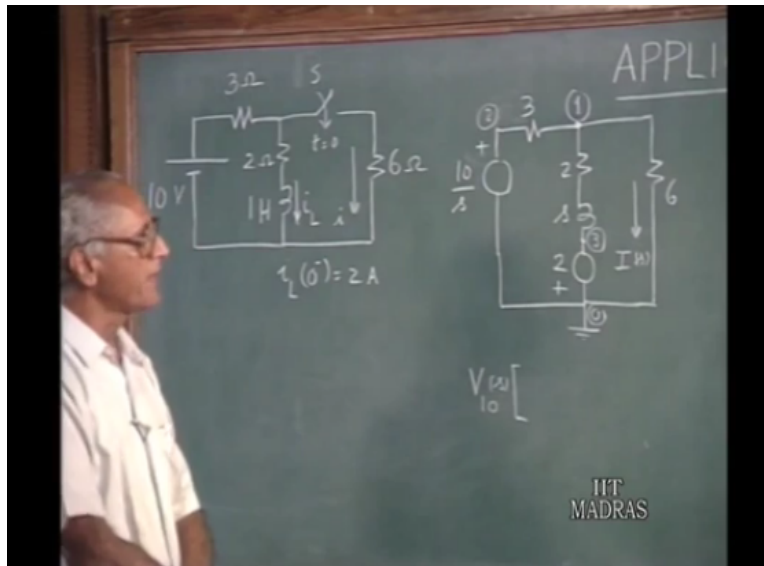 APPLI
3Ω
S
t=0
2Ω
6Ω
10 V
1H
i_L
i
i_L(0⁻) = 2 A
②
3
①
+
10/s
2
6
s
③
2
+
I(s)
⓪
V₁₀(s) [
IIT
MADRAS